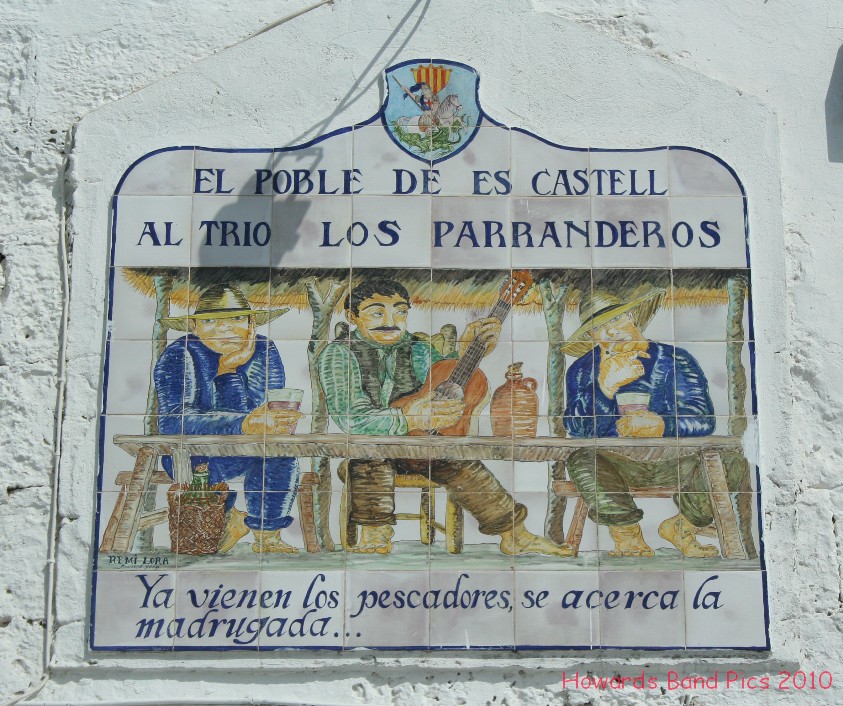 EL POBLE DE ES CASTELL
AL TRIO LOS PARRANDEROS
REMI LORA
Ya vienen los pescadores, se acerca la
madrugada...
Howards Band Pics 2010